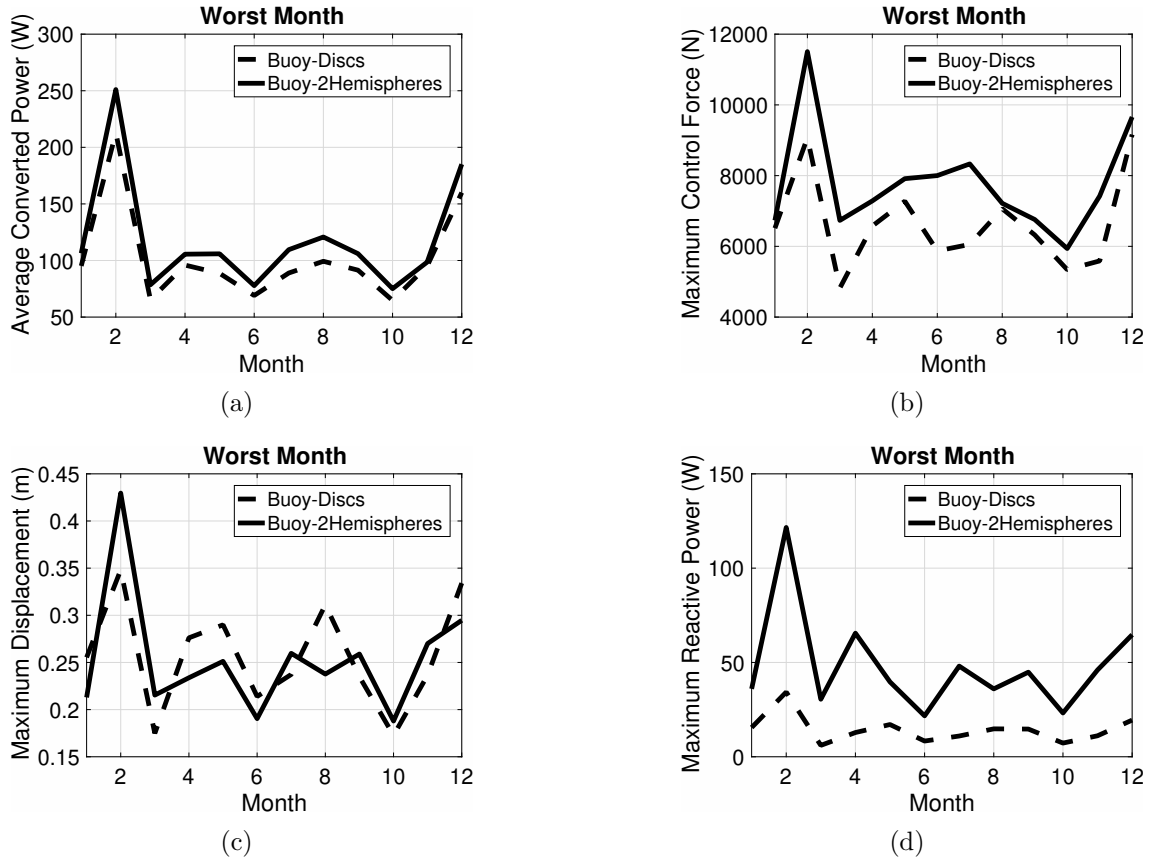 Worst Month
Average Converted Power (W)
300
250
200
150
100
50
Buoy-Discs
Buoy-2Hemispheres
2
4
6
8
10
12
Month
(a)
Worst Month
Maximum Control Force (N)
12000
10000
8000
6000
4000
Buoy-Discs
Buoy-2Hemispheres
2
4
6
8
10
12
Month
(b)
Worst Month
Maximum Displacement (m)
0.45
0.4
0.35
0.3
0.25
0.2
0.15
Buoy-Discs
Buoy-2Hemispheres
2
4
6
8
10
12
Month
(c)
Worst Month
Maximum Reactive Power (W)
150
100
50
0
Buoy-Discs
Buoy-2Hemispheres
2
4
6
8
10
12
Month
(d)